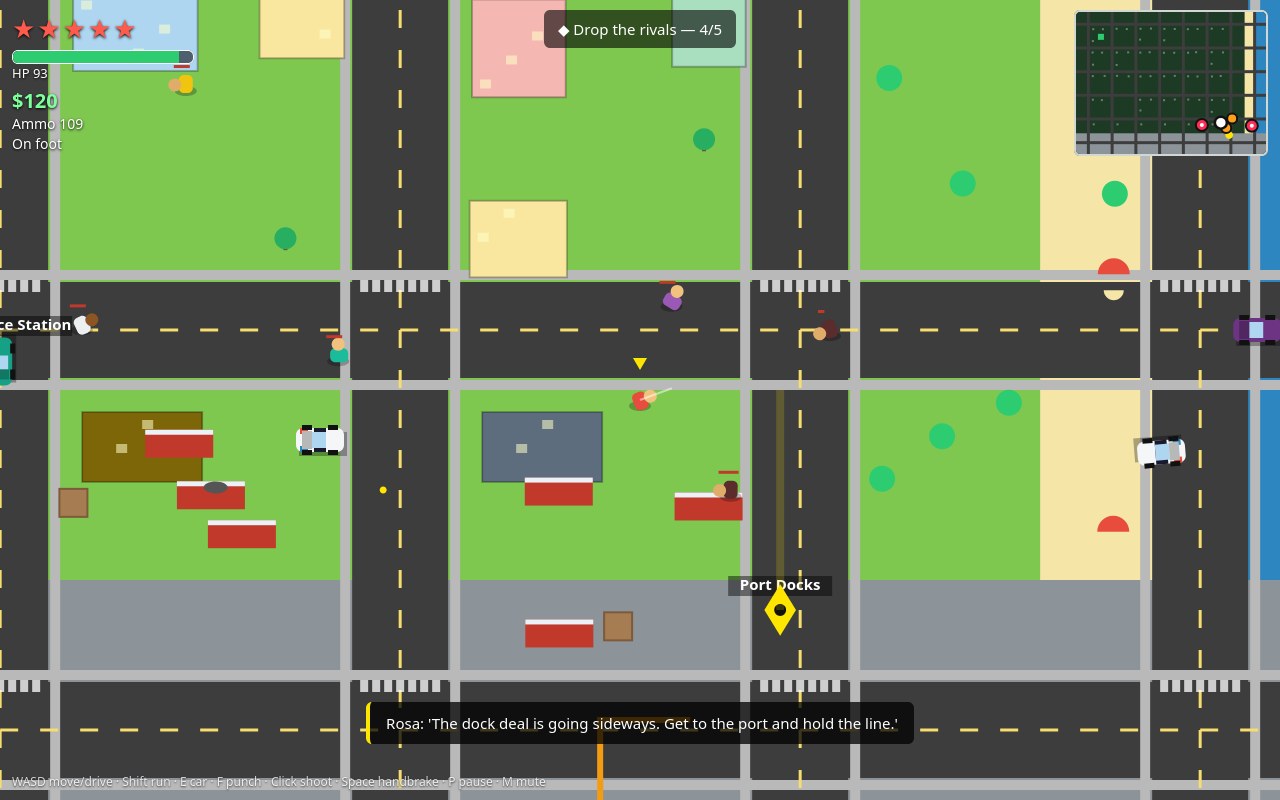 ◆ Drop the rivals — 4/5
HP 93
$120
Ammo 109
On foot
ce Station
Port Docks
Rosa: 'The dock deal is going sideways. Get to the port and hold the line.'
WASD move/drive · Shift run · E car · F punch · Click shoot · Space handbrake · P pause · M mute